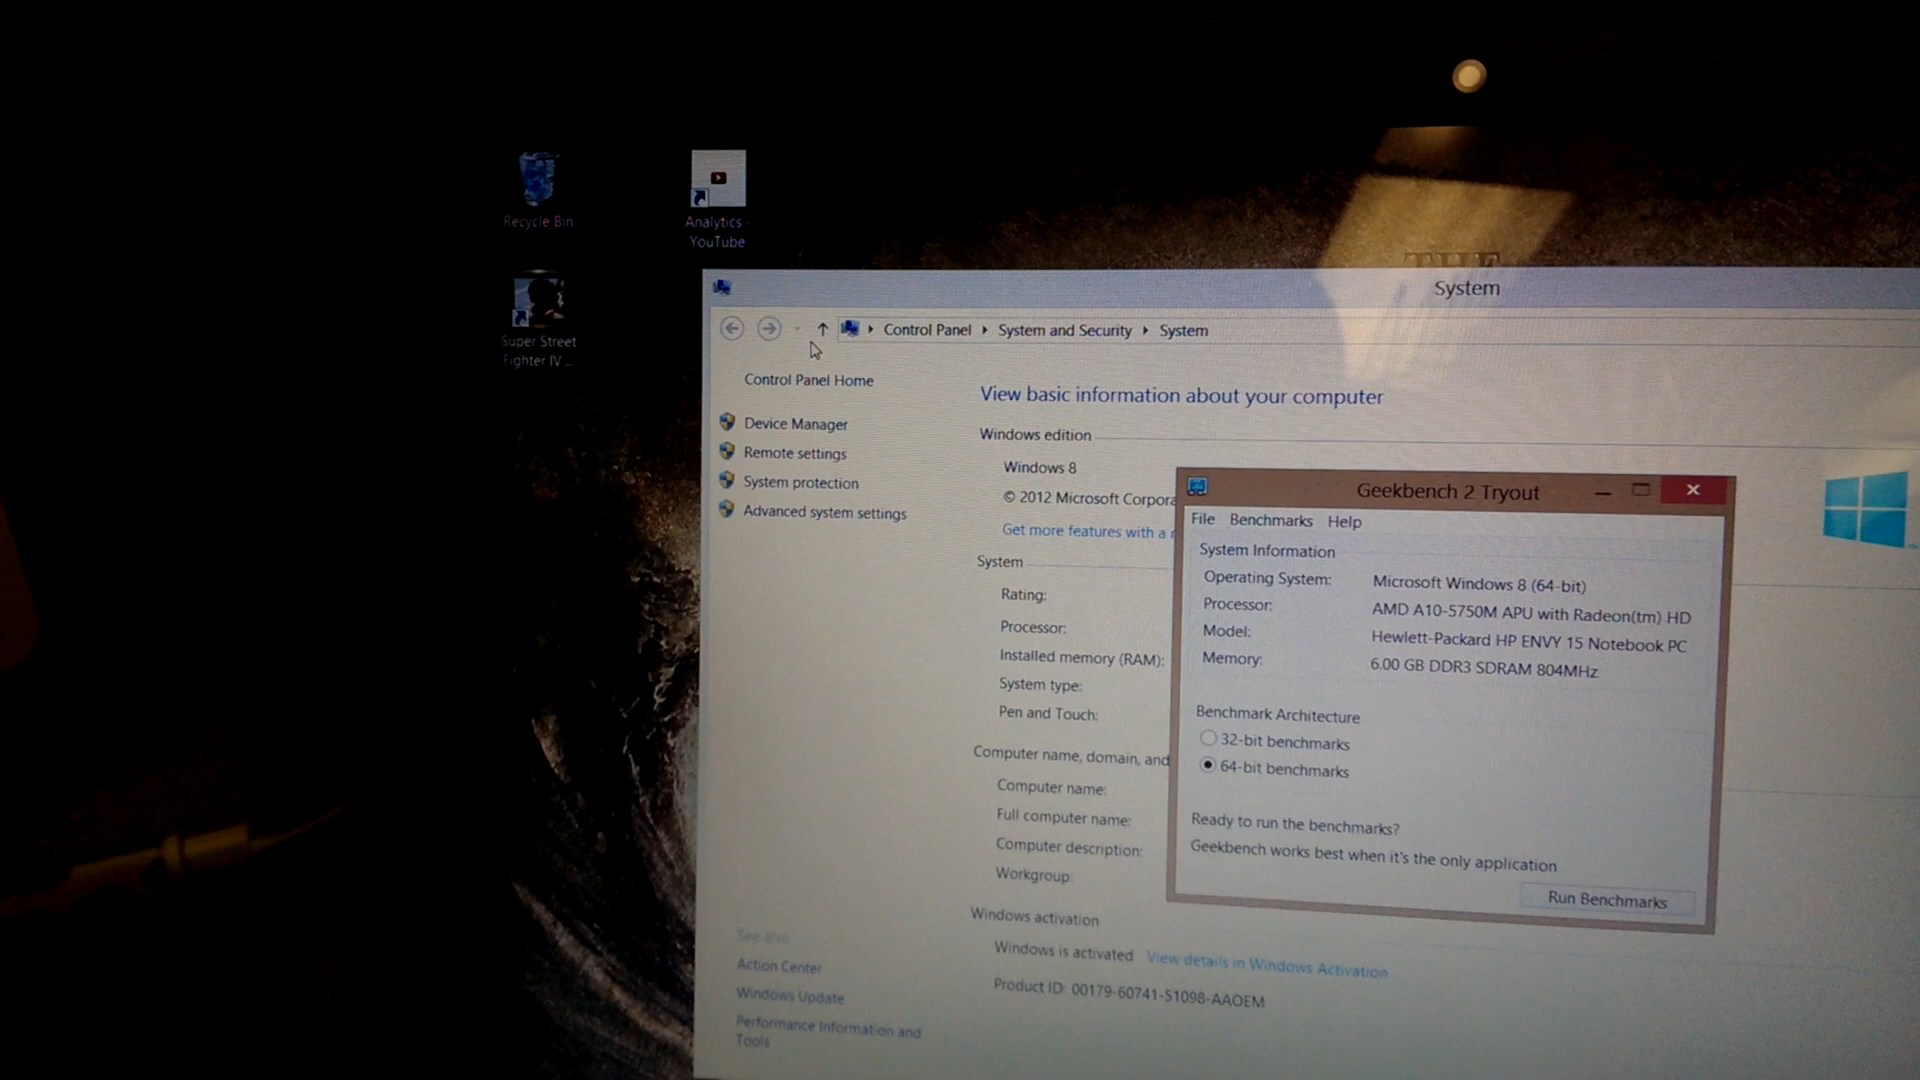 Recycle Bin
Analytics -
YouTube
Super Street
Fighter IV ...
THE
System
Control Panel
System and Security
System
Control Panel Home
Device Manager
Remote settings
System protection
Advanced system settings
See also
Action Center
Windows Update
Performance Information and
Tools
View basic information about your computer
Windows edition
Windows 8
© 2012 Microsoft Corpora
Get more features with a
System
Rating:
Processor:
Installed memory (RAM):
System type:
Pen and Touch:
Computer name, domain, and
Computer name:
Full computer name:
Computer description:
Workgroup:
Windows activation
Windows is activated View details in Windows Activation
Product ID: 00179-60741-51098-AAOEM
Geekbench 2 Tryout
File Benchmarks Help
System Information
Operating System: Microsoft Windows 8 (64-bit)
Processor: AMD A10-5750M APU with Radeon(tm) HD
Model: Hewlett-Packard HP ENVY 15 Notebook PC
Memory: 6.00 GB DDR3 SDRAM 804MHz
Benchmark Architecture
32-bit benchmarks
64-bit benchmarks
Ready to run the benchmarks?
Geekbench works best when it's the only application
Run Benchmarks